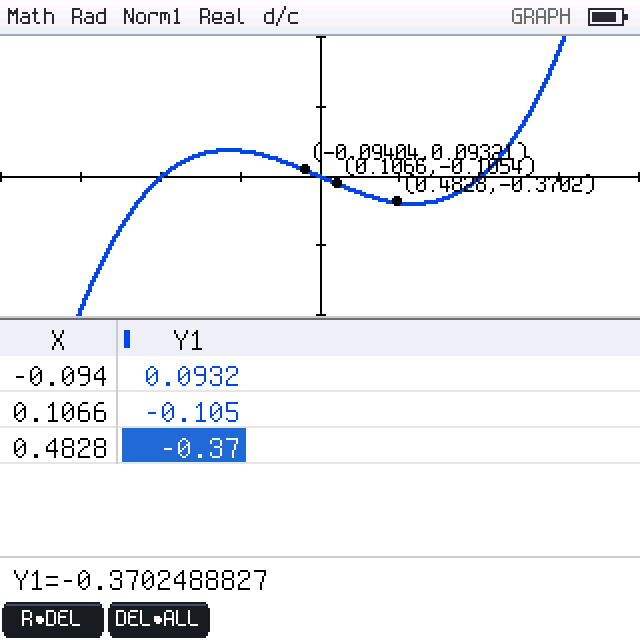 Math Rad Norm1 Real d/c GRAPH
(-0.09404,0.09321)
(0.1066,-0.1054)
(0.4828,-0.3702)
X Y1
-0.094 0.0932
0.1066 -0.105
0.4828 -0.37
Y1=-0.3702488827
R•DEL DEL•ALL